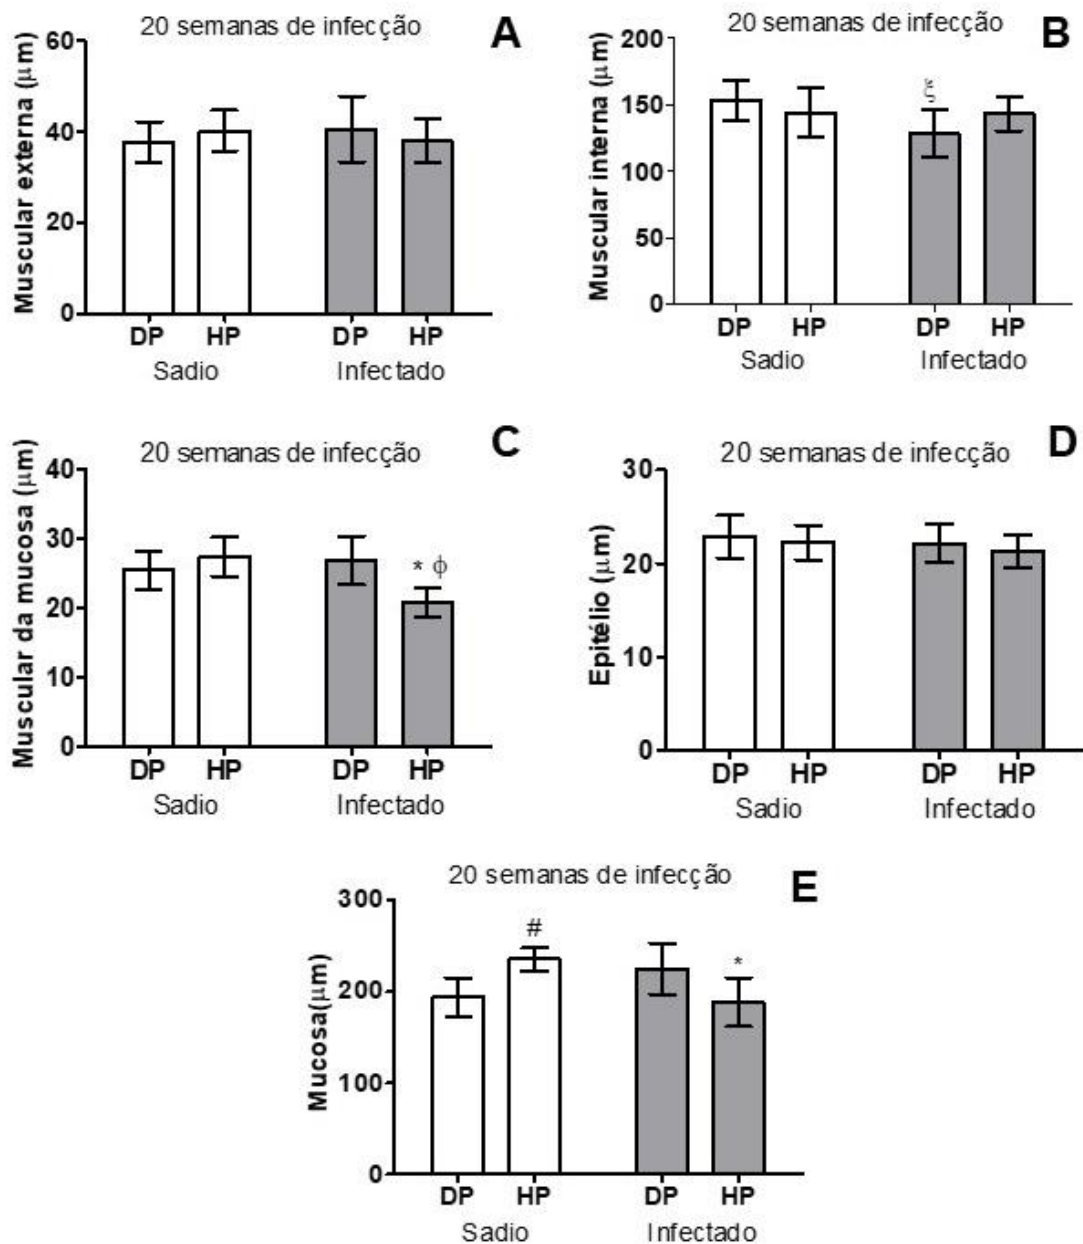 20 semanas de infecção
A
Muscular externa (μm)
60
40
20
0
DP HP DP HP
Sadio Infectado
20 semanas de infecção
B
Muscular interna (μm)
200
150
100
50
0
ξ
DP HP DP HP
Sadio Infectado
20 semanas de infecção
C
Muscular da mucosa (μm)
40
30
20
10
0
* ϕ
DP HP DP HP
Sadio Infectado
20 semanas de infecção
D
Epitélio (μm)
30
20
10
0
DP HP DP HP
Sadio Infectado
20 semanas de infecção
E
Mucosa(μm)
300
200
100
0
# *
DP HP DP HP
Sadio Infectado